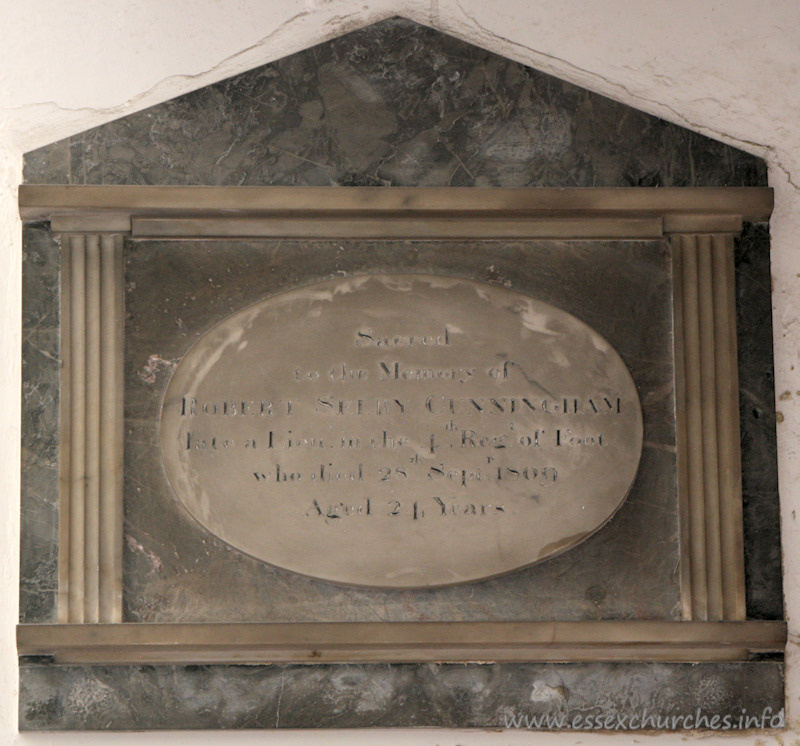 Sacred
to the Memory of
ROBERT SELBY CUNNINGHAM
late a Lieut. in the 4th. Regt. of Foot
who died 28th Septr. 1809
Aged 24 Years.
www.essexchurches.info